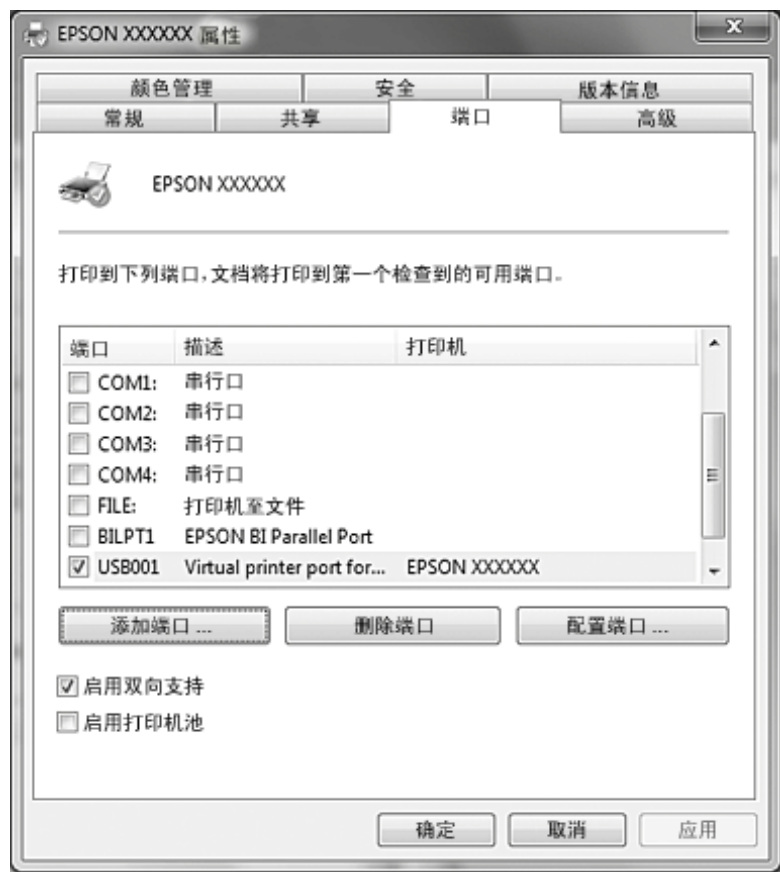 EPSON XXXXXX 属性
颜色管理 安全 版本信息
常规 共享 端口 高级
EPSON XXXXXX
打印到下列端口,文档将打印到第一个检查到的可用端口。
端口 描述 打印机
COM1: 串行口
COM2: 串行口
COM3: 串行口
COM4: 串行口
FILE: 打印机至文件
BILPT1 EPSON BI Parallel Port
USB001 Virtual printer port for... EPSON XXXXXX
添加端口 ... 删除端口 配置端口 ...
启用双向支持
启用打印机池
确定 取消 应用